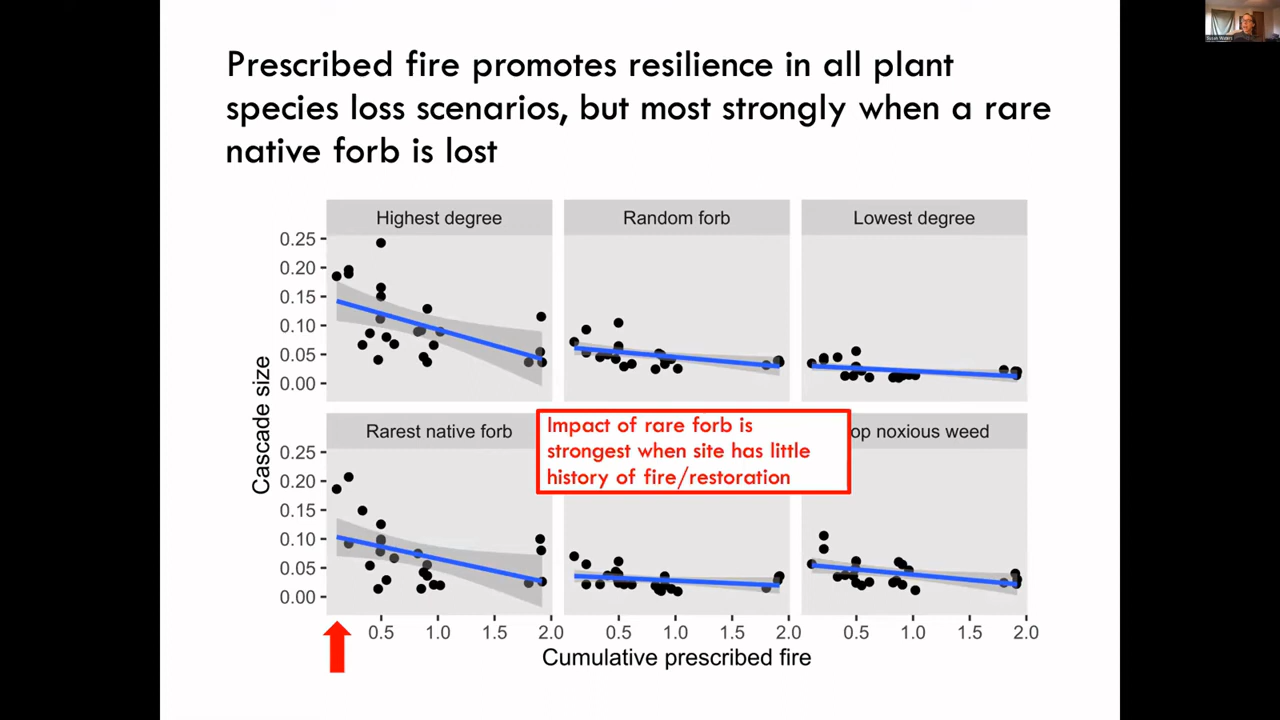 Prescribed fire promotes resilience in all plant
species loss scenarios, but most strongly when a rare
native forb is lost
Highest degree
Random forb
Lowest degree
0.25
0.20
0.15
0.10
0.05
0.00
Cascade size
Rarest native forb
op noxious weed
Impact of rare forb is
strongest when site has little
history of fire/restoration
0.25
0.20
0.15
0.10
0.05
0.00
0.5 1.0 1.5 2.0
0.5 1.0 1.5 2.0
0.5 1.0 1.5 2.0
Cumulative prescribed fire
Susan Waters